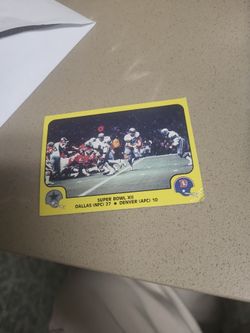 SUPER BOWL XII
DALLAS (NFC) 27 ★ DENVER (AFC) 10